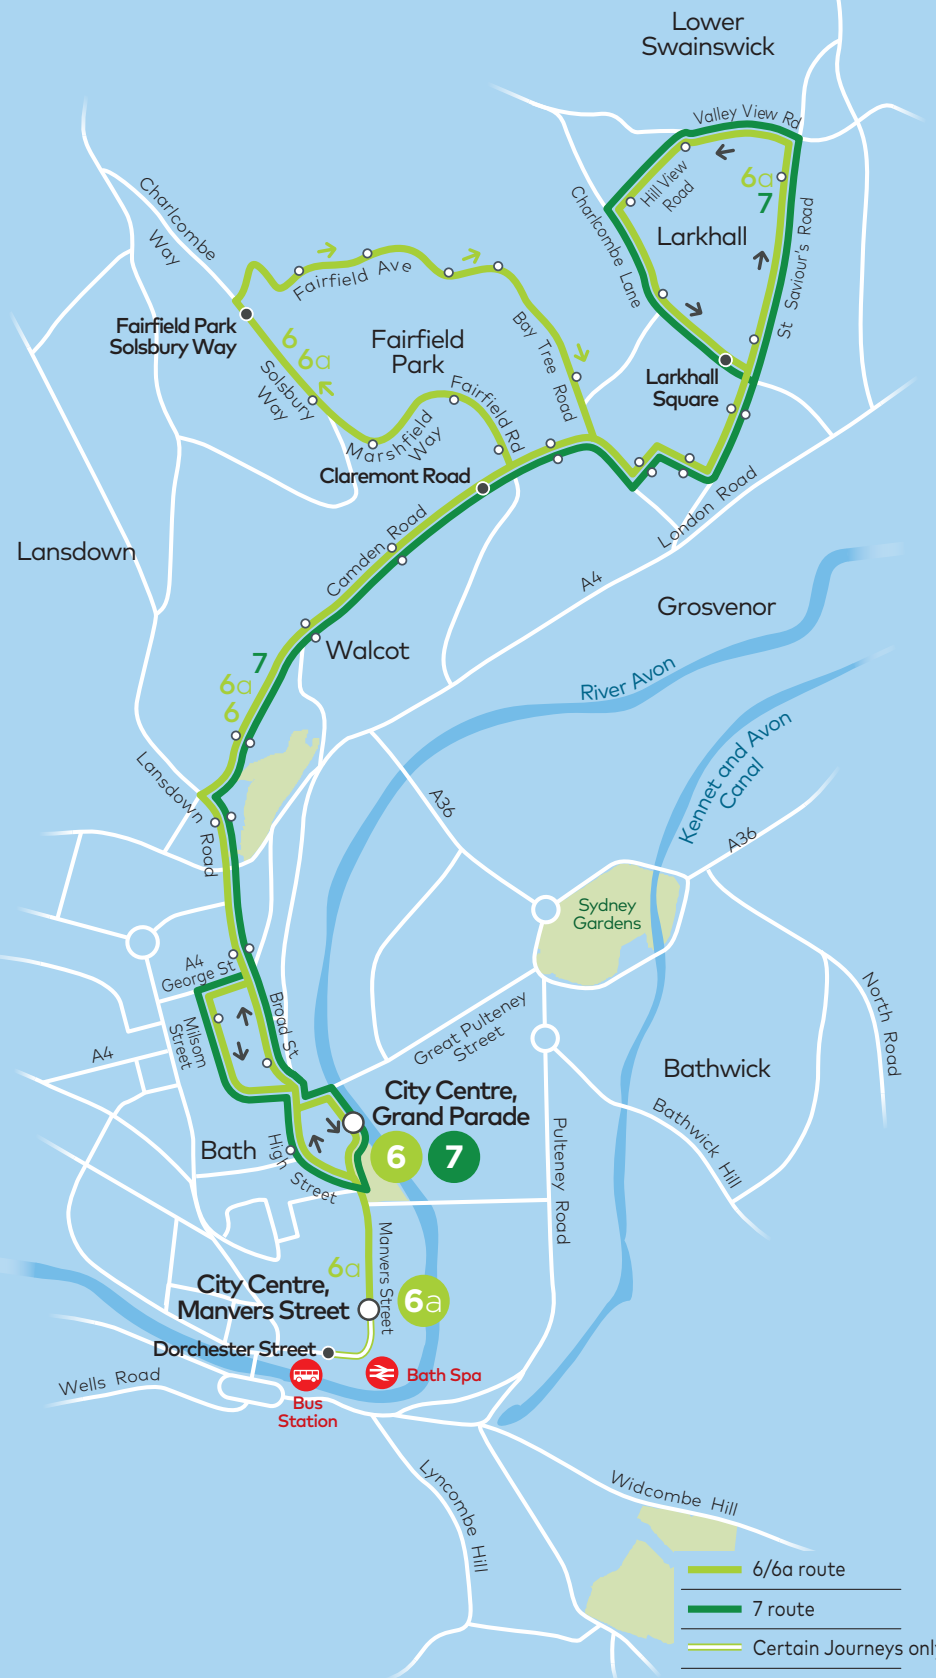 Lower
Swainswick
Valley View Rd
Hill View
Road
6a
7
Charlcombe
Way
Charlcombe Lane
Larkhall
St Saviour's Road
Fairfield Ave
Fairfield Park
Solsbury Way
6
6a
Fairfield
Park
Bay Tree Road
Solsbury
Way
Fairfield Rd
Marshfield
Way
Larkhall
Square
Claremont Road
London Road
Camden Road
Lansdown
A4
Grosvenor
Walcot
7
6a
6
River Avon
Kennet and Avon
Canal
Lansdown Road
A36
A36
Sydney
Gardens
A4
George St
Milsom
Street
Broad St
North Road
Great Pulteney
Street
A4
Bathwick
City Centre,
Grand Parade
6
7
Bathwick Hill
Bath
High Street
Pulteney Road
Manvers Street
6a
City Centre,
Manvers Street
6a
Dorchester Street
Bath Spa
Bus
Station
Wells Road
Lyncombe Hill
Widcombe Hill
6/6a route
7 route
Certain Journeys onl